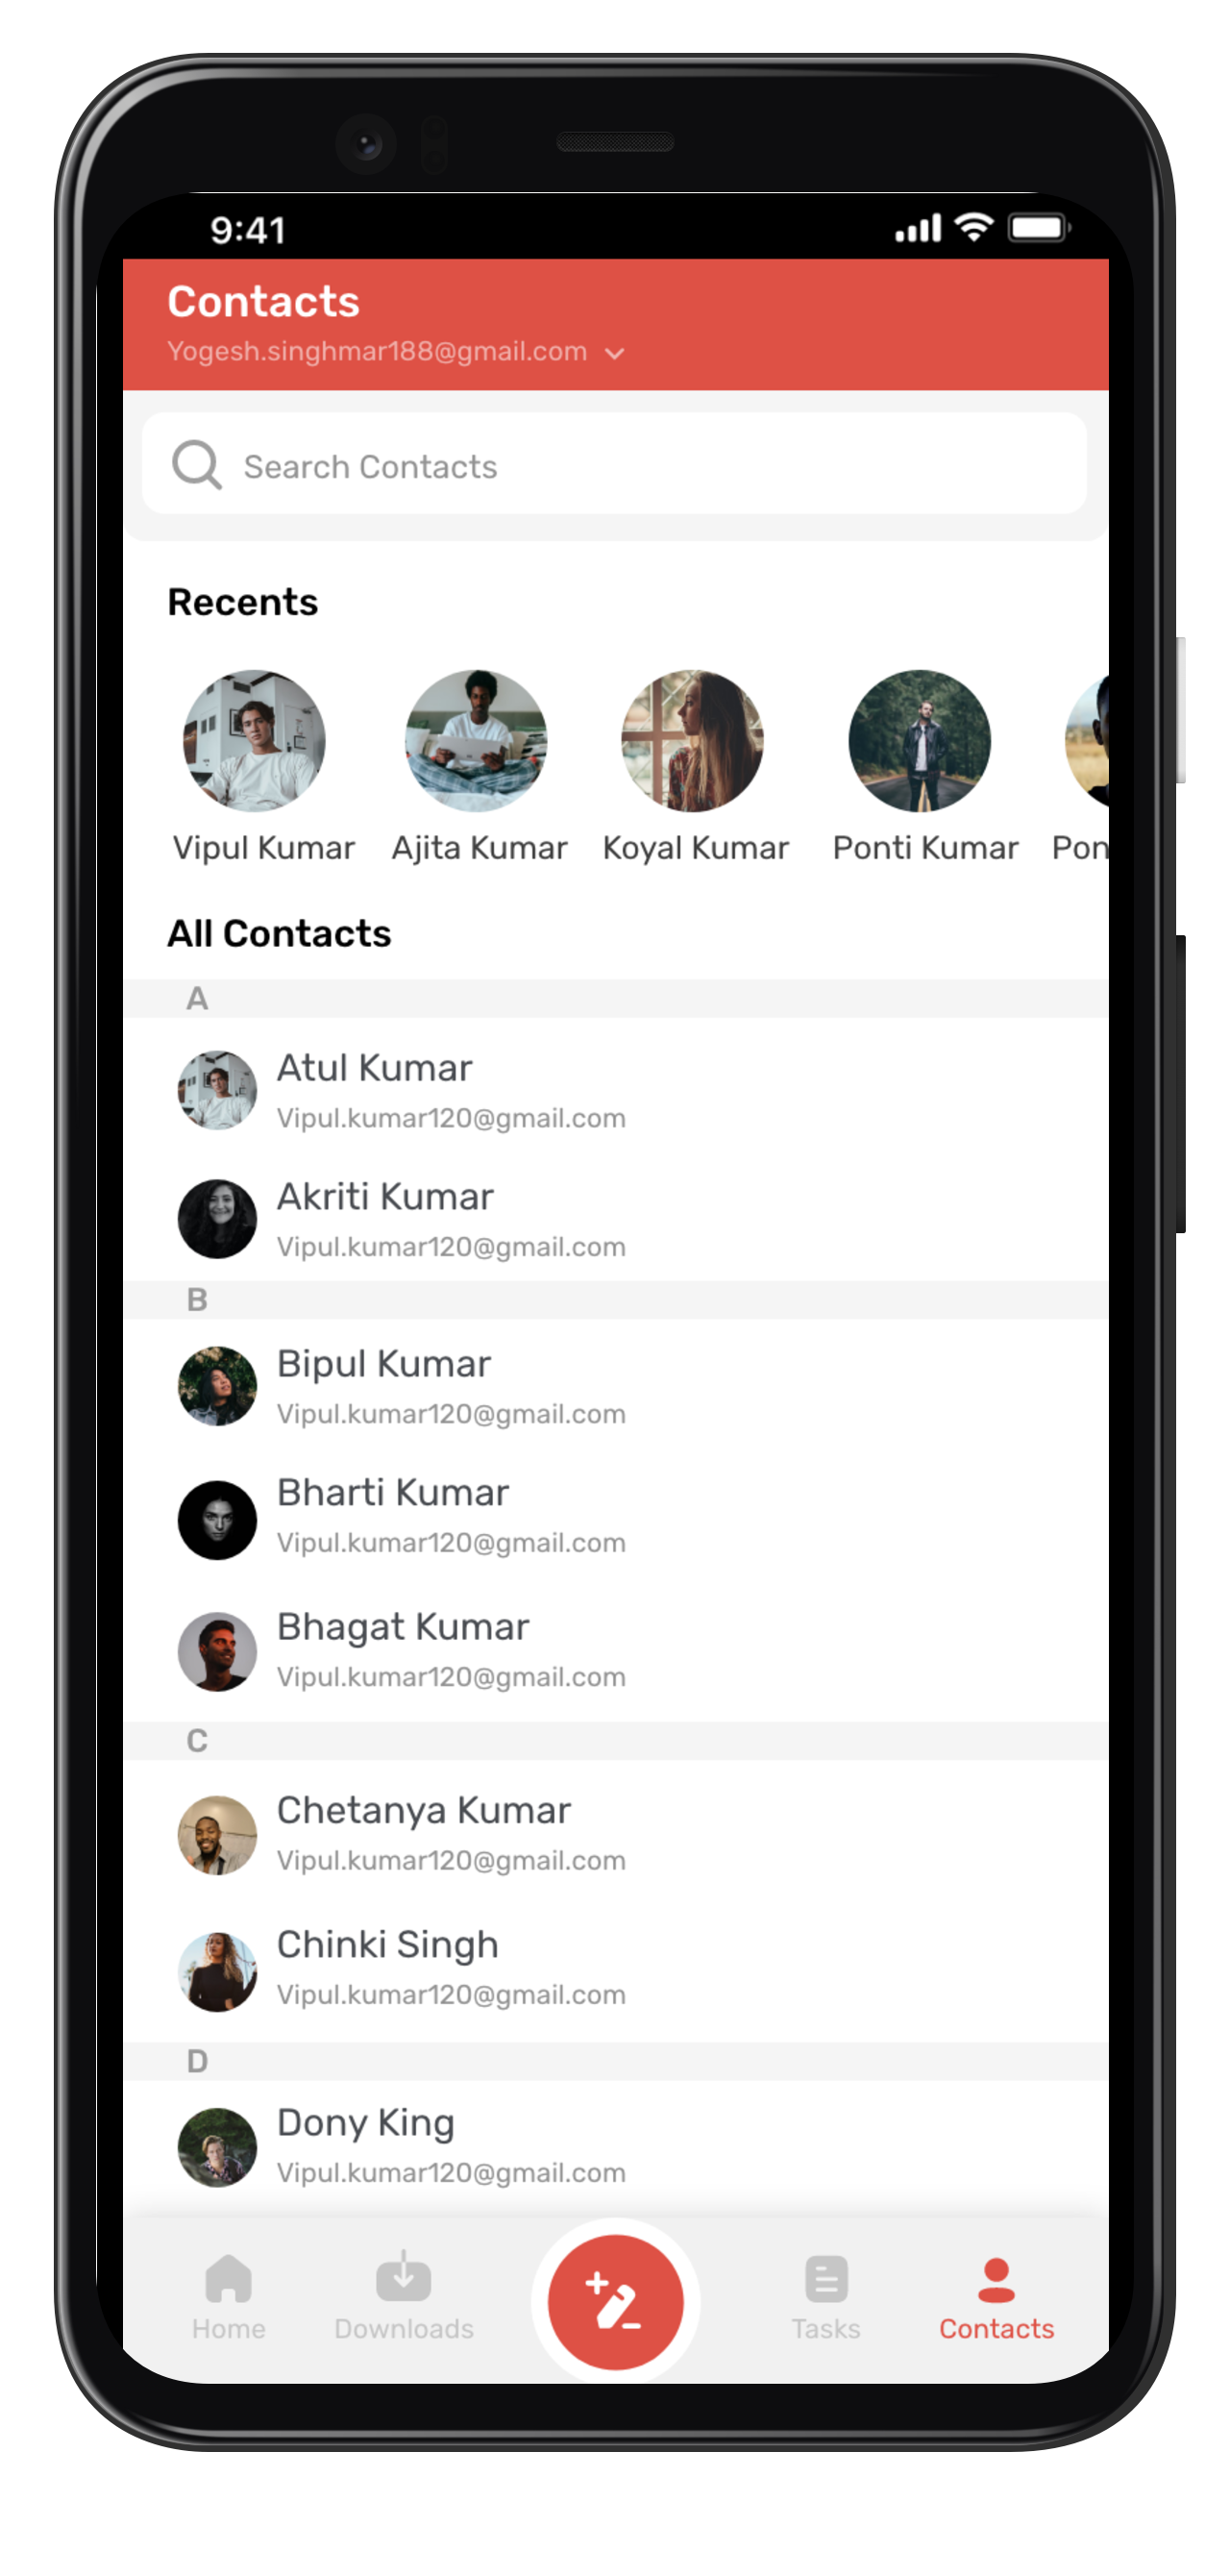 9:41
Contacts
Yogesh.singhmar188@gmail.com
Search Contacts
Recents
Vipul Kumar Ajita Kumar Koyal Kumar Ponti Kumar Pon
All Contacts
A
Atul Kumar
Vipul.kumar120@gmail.com
Akriti Kumar
Vipul.kumar120@gmail.com
B
Bipul Kumar
Vipul.kumar120@gmail.com
Bharti Kumar
Vipul.kumar120@gmail.com
Bhagat Kumar
Vipul.kumar120@gmail.com
C
Chetanya Kumar
Vipul.kumar120@gmail.com
Chinki Singh
Vipul.kumar120@gmail.com
D
Dony King
Vipul.kumar120@gmail.com
Home Downloads Tasks Contacts